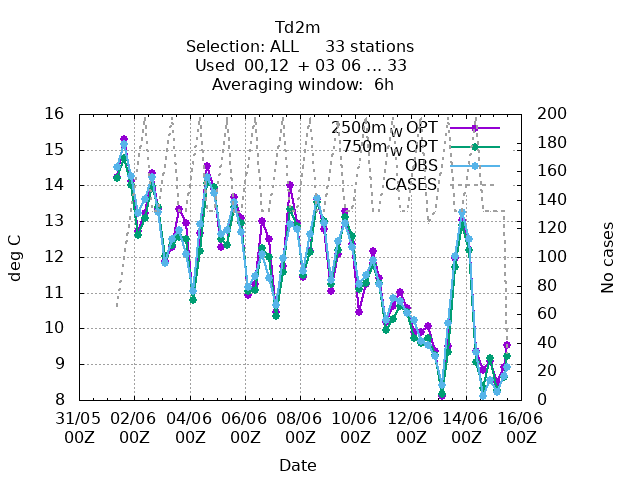 Td2m
Selection: ALL 33 stations
Used 00,12 + 03 06 ... 33
Averaging window: 6h
16 200
2500m W OPT
15 180
750m W OPT
OBS
14 160
CASES
13 140
12 120
11 100
10 80
9 60
8 40
20
0
deg C
No cases
31/05 02/06 04/06 06/06 08/06 10/06 12/06 14/06 16/06
00Z 00Z 00Z 00Z 00Z 00Z 00Z 00Z 00Z
Date